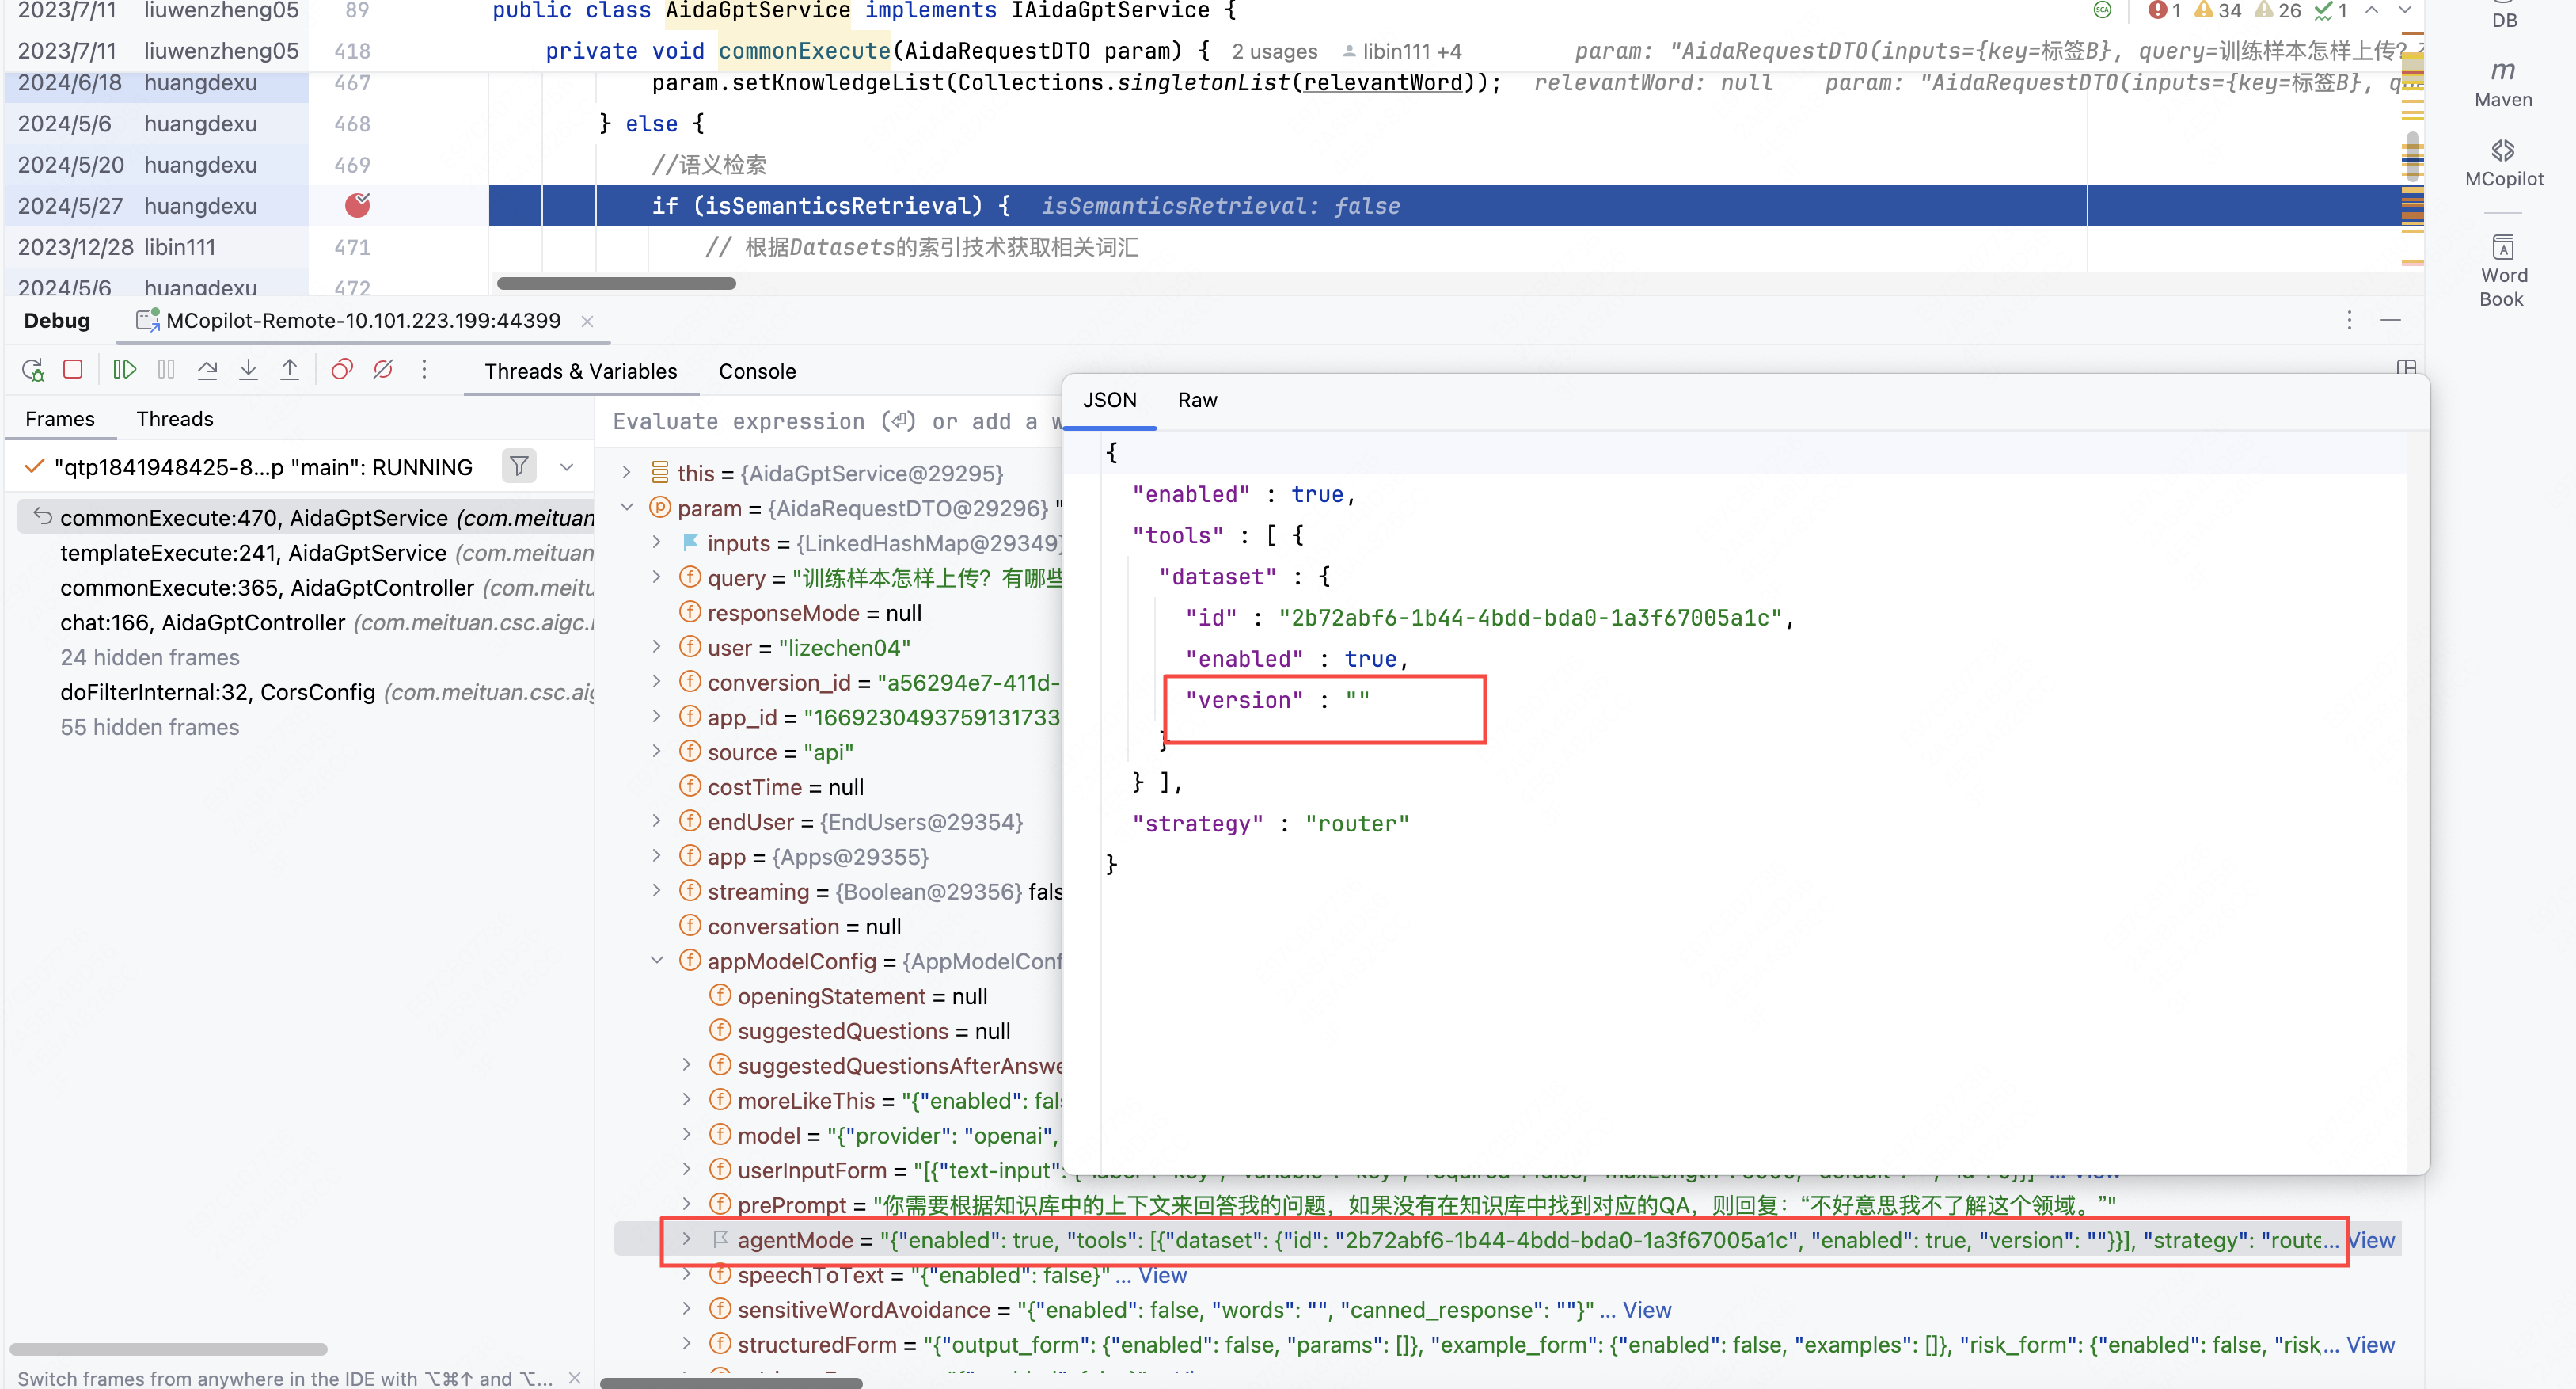 2023/7/11 liuwenzheng05 89 public class AidaGptService implements IAidaGptService {
1 34 26 1
2023/7/11 liuwenzheng05 418 private void commonExecute(AidaRequestDTO param) { 2 usages libin111 +4 param: "AidaRequestDTO(inputs={key=标签B}, query=训练样本怎样上传?
2024/6/18 huangdexu 467 param.setKnowledgeList(Collections.singletonList(relevantWord)); relevantWord: null param: "AidaRequestDTO(inputs={key=标签B},
2024/5/6 huangdexu 468 } else {
2024/5/20 huangdexu 469 //语义检索
2024/5/27 huangdexu if (isSemanticsRetrieval) { isSemanticsRetrieval: false
2023/12/28 libin111 471 // 根据Datasets的索引技术获取相关词汇
2024/5/6 huangdexu 472
DB
Maven
MCopilot
Word
Book
Debug MCopilot-Remote-10.101.223.199:44399
Threads & Variables Console
Frames Threads
Evaluate expression (⏎) or add a w
"qtp1841948425-8...p "main": RUNNING
commonExecute:470, AidaGptService (com.meituan
templateExecute:241, AidaGptService (com.meituan
commonExecute:365, AidaGptController (com.meitu
chat:166, AidaGptController (com.meituan.csc.aigc.
24 hidden frames
doFilterInternal:32, CorsConfig (com.meituan.csc.aig
55 hidden frames
Switch frames from anywhere in the IDE with ⌥⌘↑ and ⌥...
this = {AidaGptService@29295}
param = {AidaRequestDTO@29296} "
inputs = {LinkedHashMap@29349}
query = "训练样本怎样上传？有哪些
responseMode = null
user = "lizechen04"
conversion_id = "a56294e7-411d-
app_id = "1669230493759131733
source = "api"
costTime = null
endUser = {EndUsers@29354}
app = {Apps@29355}
streaming = {Boolean@29356} fals
conversation = null
appModelConfig = {AppModelConf
openingStatement = null
suggestedQuestions = null
suggestedQuestionsAfterAnswe
moreLikeThis = "{"enabled": fal
model = "{"provider": "openai",
userInputForm = "[{"text-input":
prePrompt = "你需要根据知识库中的上下文来回答我的问题，如果没有在知识库中找到对应的QA，则回复：“不好意思我不了解这个领域。”"
agentMode = "{"enabled": true, "tools": [{"dataset": {"id": "2b72abf6-1b44-4bdd-bda0-1a3f67005a1c", "enabled": true, "version": ""}}], "strategy": "route... View
speechToText = "{"enabled": false}" ... View
sensitiveWordAvoidance = "{"enabled": false, "words": "", "canned_response": ""}" ... View
structuredForm = "{"output_form": {"enabled": false, "params": []}, "example_form": {"enabled": false, "examples": []}, "risk_form": {"enabled": false, "risk... View
JSON Raw
{
"enabled" : true,
"tools" : [ {
"dataset" : {
"id" : "2b72abf6-1b44-4bdd-bda0-1a3f67005a1c",
"enabled" : true,
"version" : ""
}
} ],
"strategy" : "router"
}